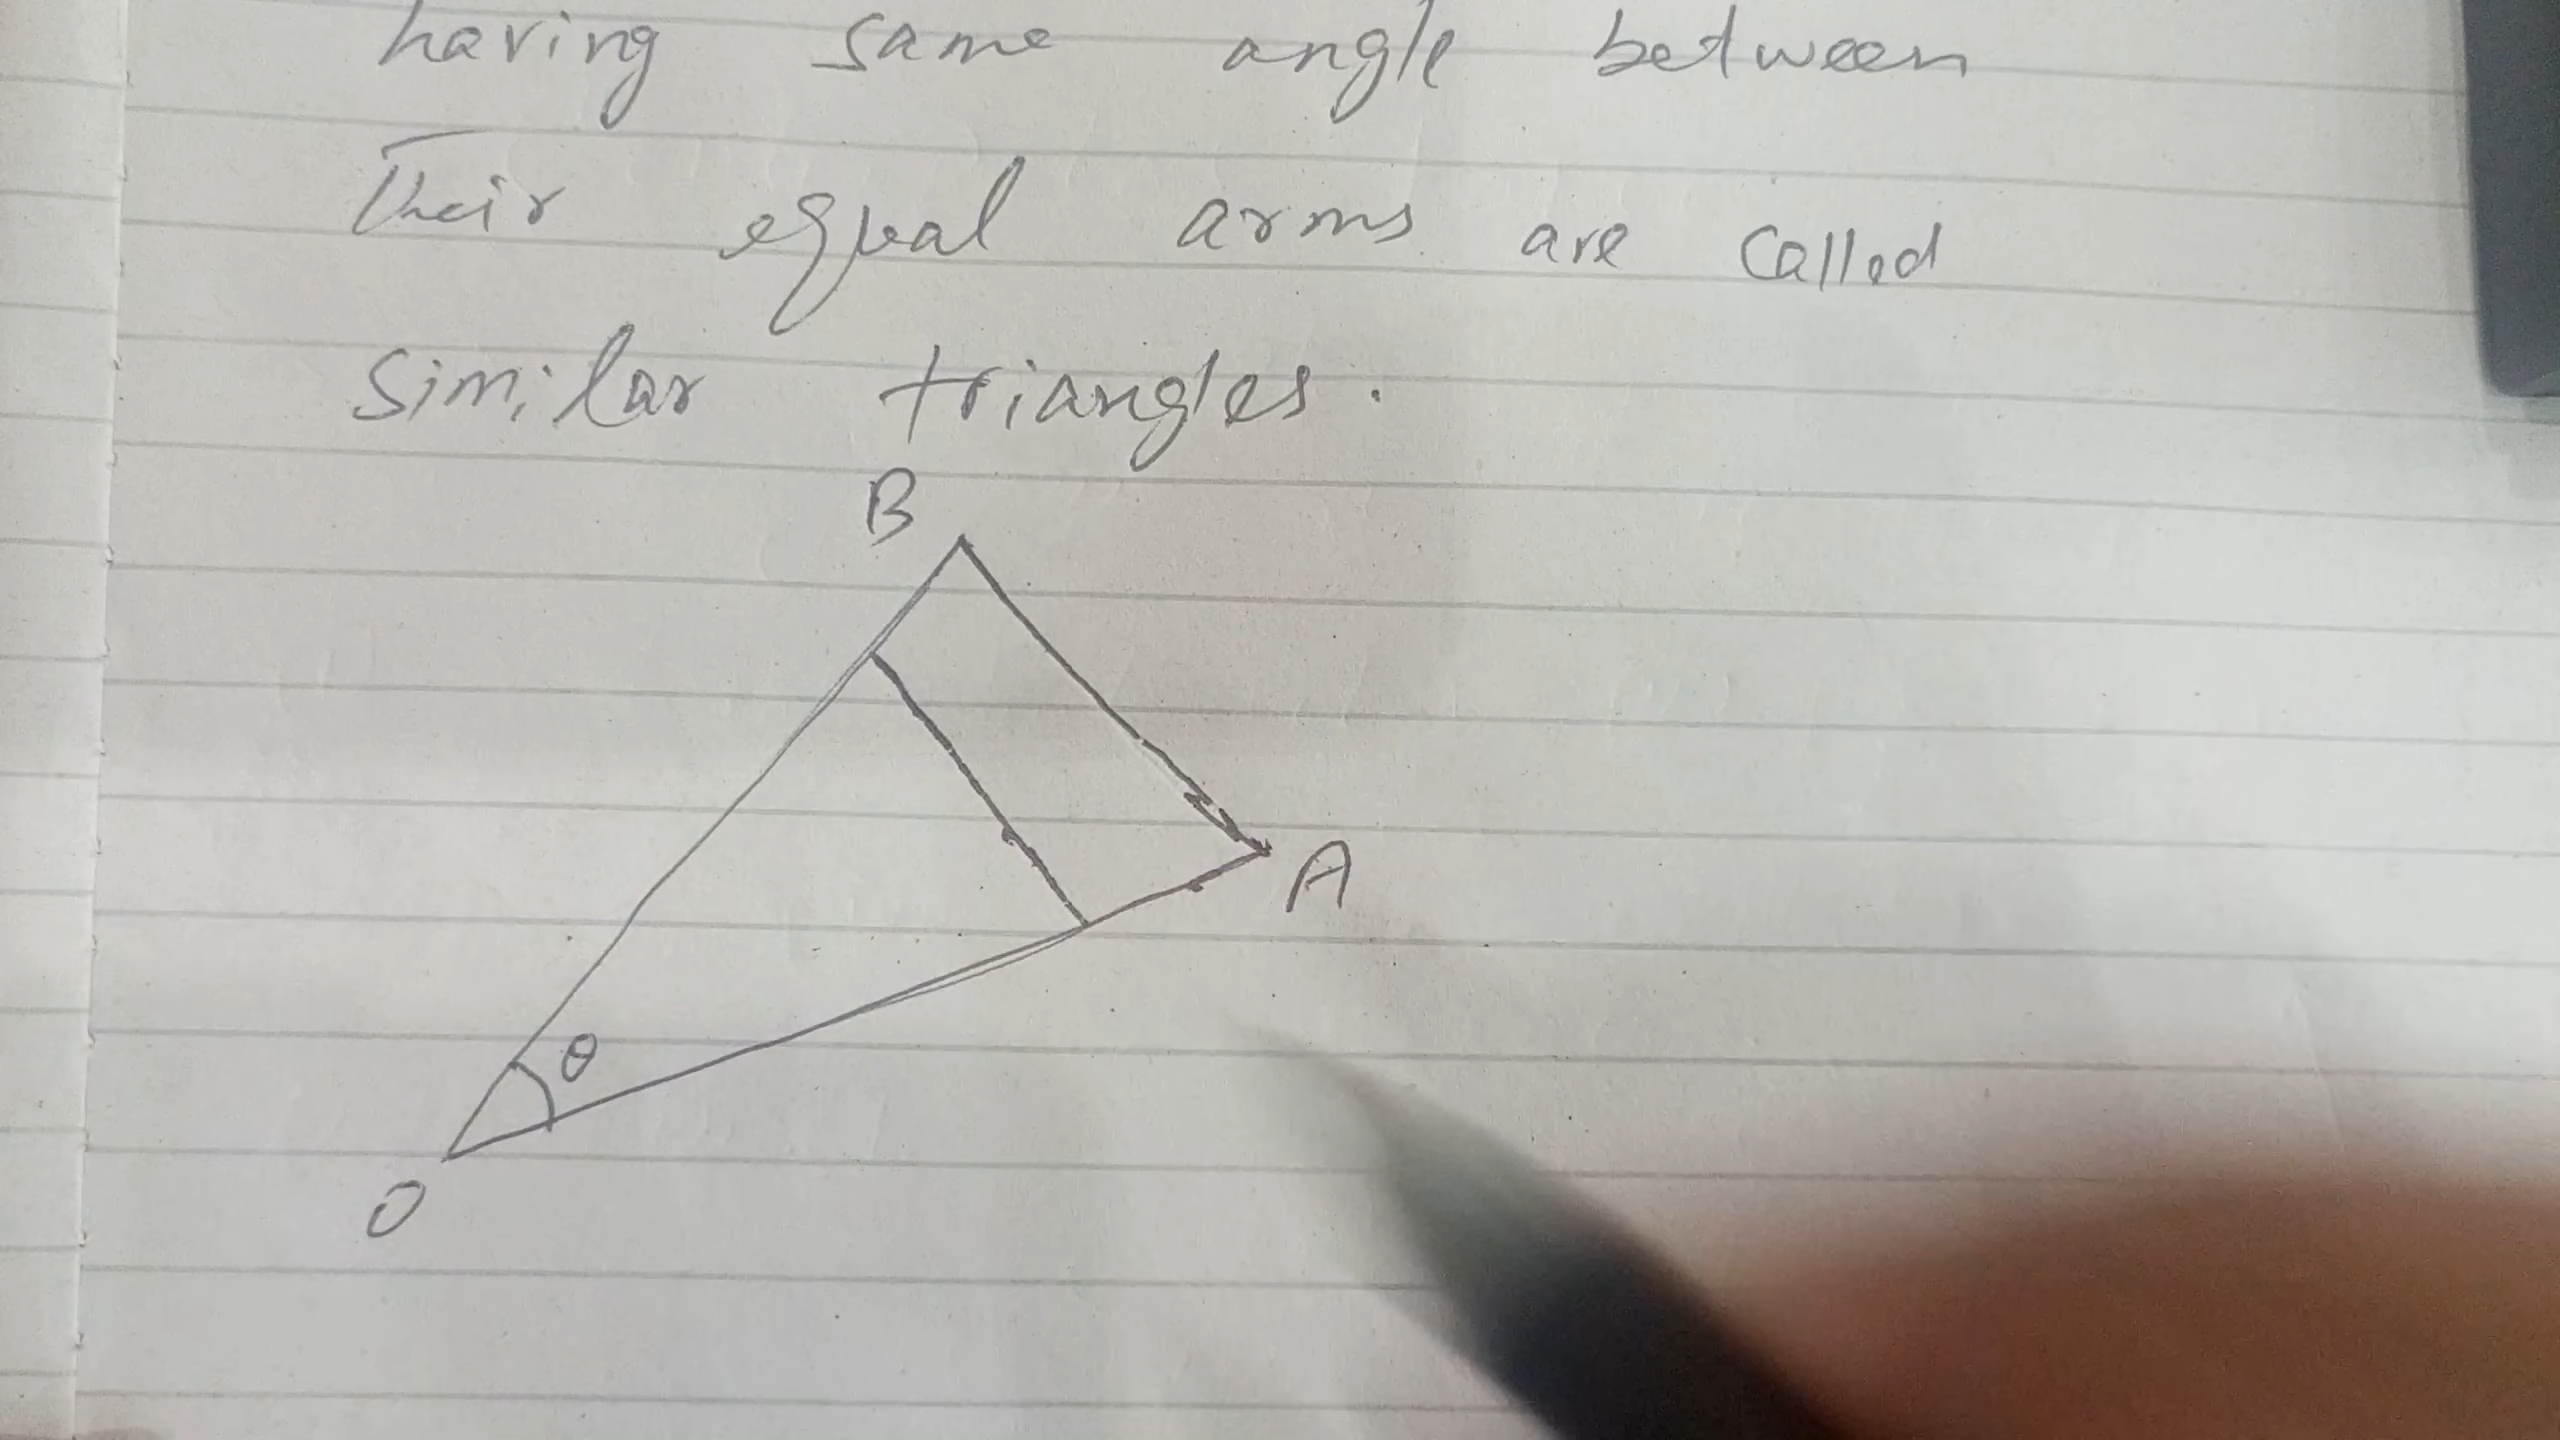 having same angle between
Their equal arms are called
similar triangles.
B
A
θ
O